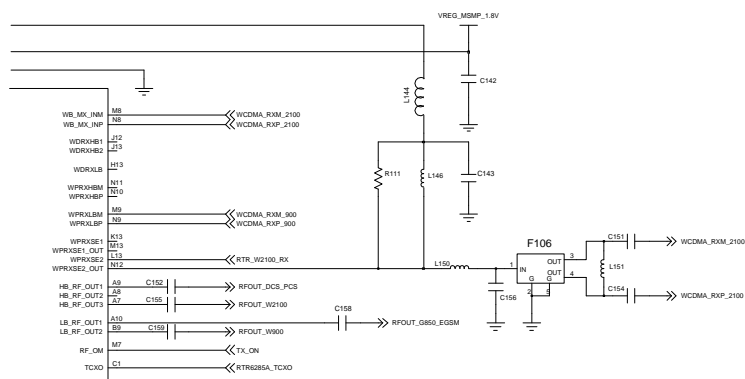 VREG_MSMP_1.8V
C142
L144
WB_MX_INM M8 WCDMA_RXM_2100
WB_MX_INP N8 WCDMA_RXP_2100
WDRXHB1 J12
WDRXHB2 J13
WDRXLB H13
R111
L146
C143
WPRXHBM N11
WPRXHBP N10
WPRXLBM M9 WCDMA_RXM_900
WPRXLBP N9 WCDMA_RXP_900
WPRXSE1 K13
WPRXSE1_OUT M13
WPRXSE2 L13 RTR_W2100_RX
WPRXSE2_OUT N12
L150
F106
C151
WCDMA_RXM_2100
1 IN OUT 3
OUT 4
G G
2 5
L151
C156
C154
WCDMA_RXP_2100
HB_RF_OUT1 A9 C152 RFOUT_DCS_PCS
HB_RF_OUT2 A8
HB_RF_OUT3 A7 C155 RFOUT_W2100
LB_RF_OUT1 A10 C158 RFOUT_G850_EGSM
LB_RF_OUT2 B9 C159 RFOUT_W900
RF_OM M7 TX_ON
TCXO C1 RTR6285A_TCXO